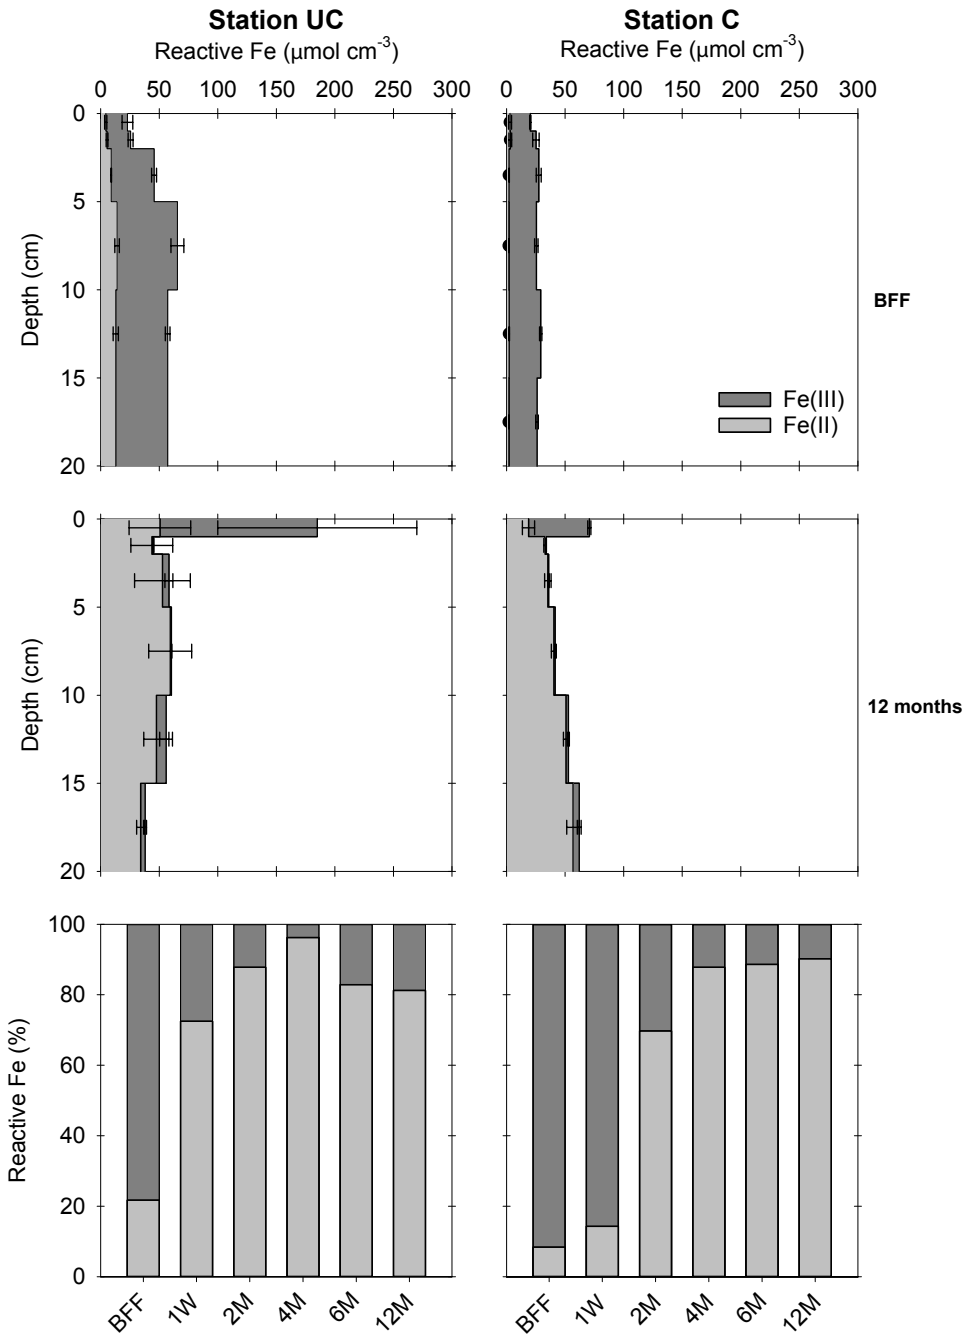 Station UC
Station C
Reactive Fe (µmol cm-3)
Reactive Fe (µmol cm-3)
0 50 100 150 200 250 300
0 50 100 150 200 250 300
0
5
10
15
20
Depth (cm)
BFF
Fe(III)
Fe(II)
0
5
10
15
20
Depth (cm)
12 months
100
80
60
40
20
0
Reactive Fe (%)
BFF 1W 2M 4M 6M 12M
BFF 1W 2M 4M 6M 12M